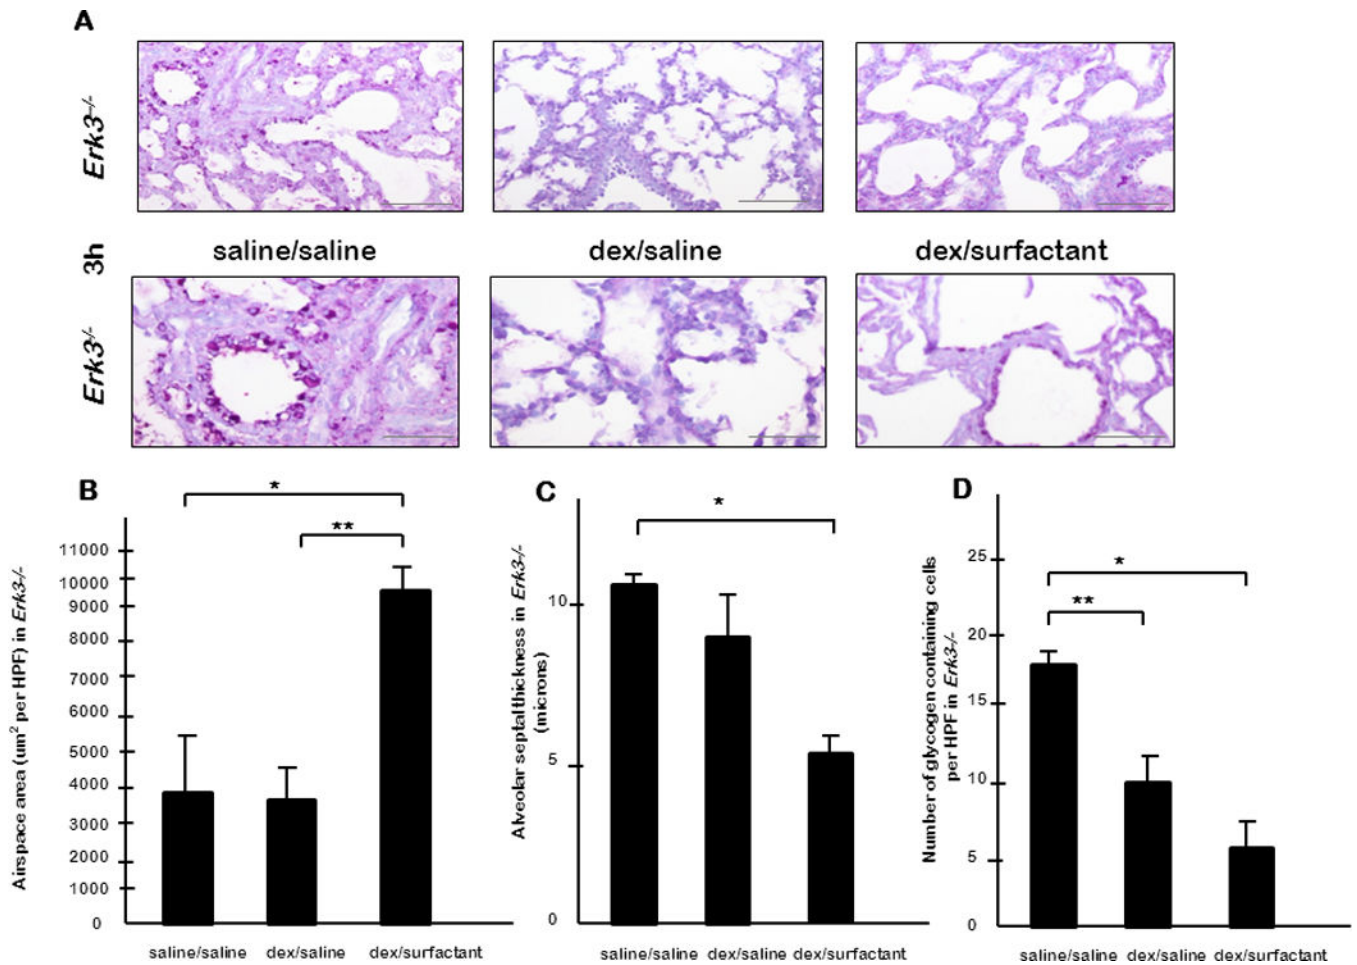 A
Erk3-/-
saline/saline
dex/saline
dex/surfactant
3h
Erk3-/-
B
*
**
Airspace area (um2 per HPF) in Erk3-/-
11000
10000
9000
8000
7000
6000
5000
4000
3000
2000
1000
0
saline/saline
dex/saline
dex/surfactant
C
*
Alveolar septalthickness in Erk3-/-
(microns)
10
5
0
saline/saline
dex/saline
dex/surfactant
D
*
**
Number of glycogen containing cells
per HPF in Erk3-/-
25
20
15
10
5
0
saline/saline
dex/saline
dex/surfactant